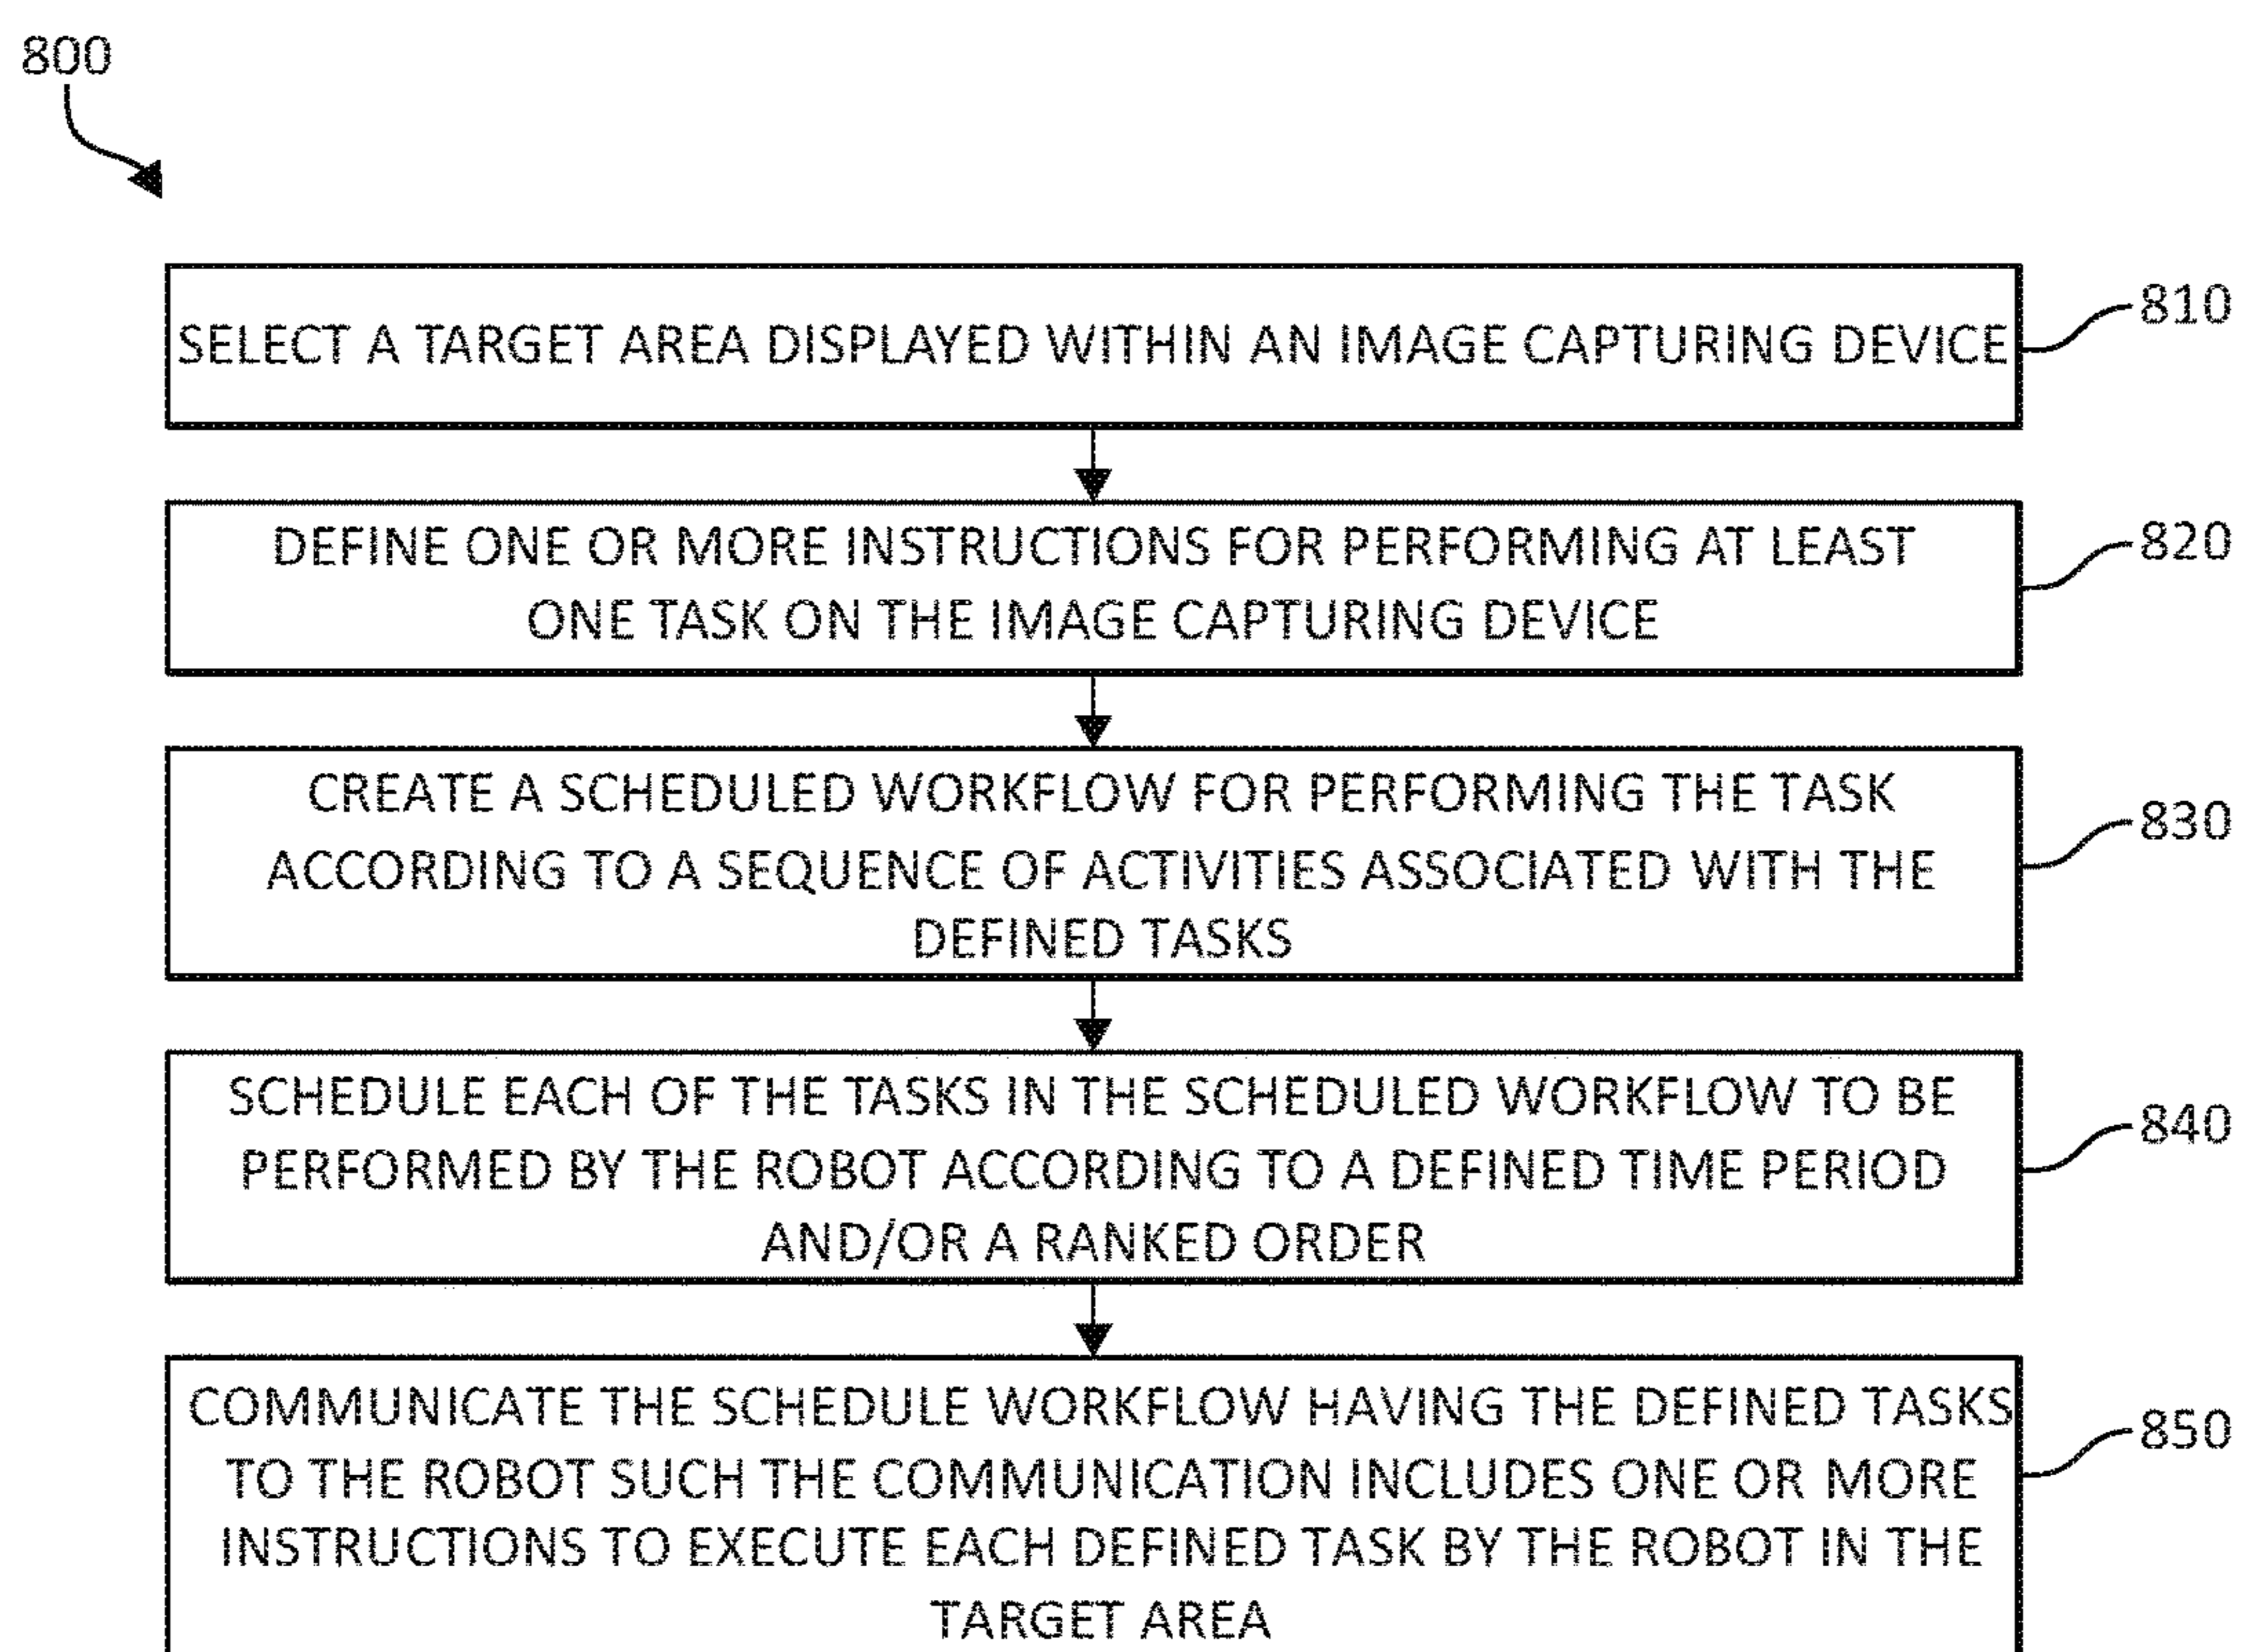 800
SELECT A TARGET AREA DISPLAYED WITHIN AN IMAGE CAPTURING DEVICE
810
DEFINE ONE OR MORE INSTRUCTIONS FOR PERFORMING AT LEAST
ONE TASK ON THE IMAGE CAPTURING DEVICE
820
CREATE A SCHEDULED WORKFLOW FOR PERFORMING THE TASK
ACCORDING TO A SEQUENCE OF ACTIVITIES ASSOCIATED WITH THE
DEFINED TASKS
830
SCHEDULE EACH OF THE TASKS IN THE SCHEDULED WORKFLOW TO BE
PERFORMED BY THE ROBOT ACCORDING TO A DEFINED TIME PERIOD
AND/OR A RANKED ORDER
840
COMMUNICATE THE SCHEDULE WORKFLOW HAVING THE DEFINED TASKS
TO THE ROBOT SUCH THE COMMUNICATION INCLUDES ONE OR MORE
INSTRUCTIONS TO EXECUTE EACH DEFINED TASK BY THE ROBOT IN THE
TARGET AREA
850